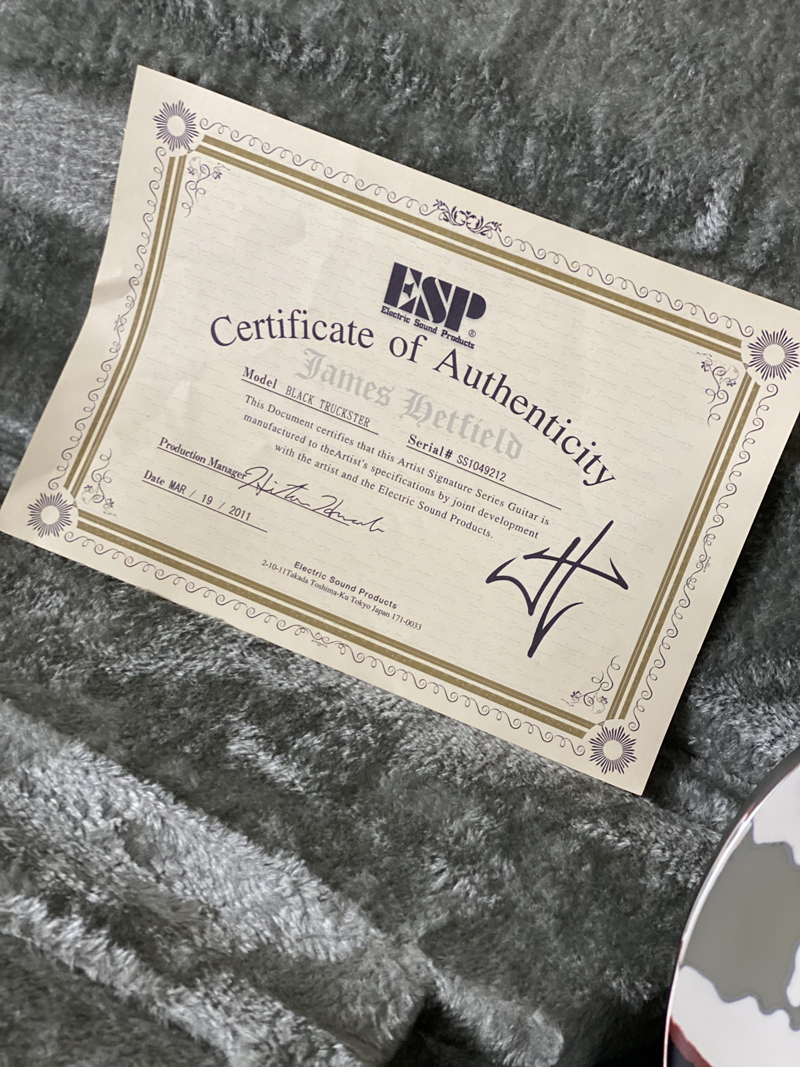 ESP®
Electric Sound Products
Certificate of Authenticity
James Hetfield
Model BLACK TRUCKSTER
Serial# SS1049212
This Document certifies that this Artist Signature Series Guitar is
manufactured to theArtist's specifications by joint development
with the artist and the Electric Sound Products.
Production Manager
Date MAR / 19 / 2011
Electric Sound Products
2-10-11Takada Toshima-Ku Tokyo Japan 171-0033